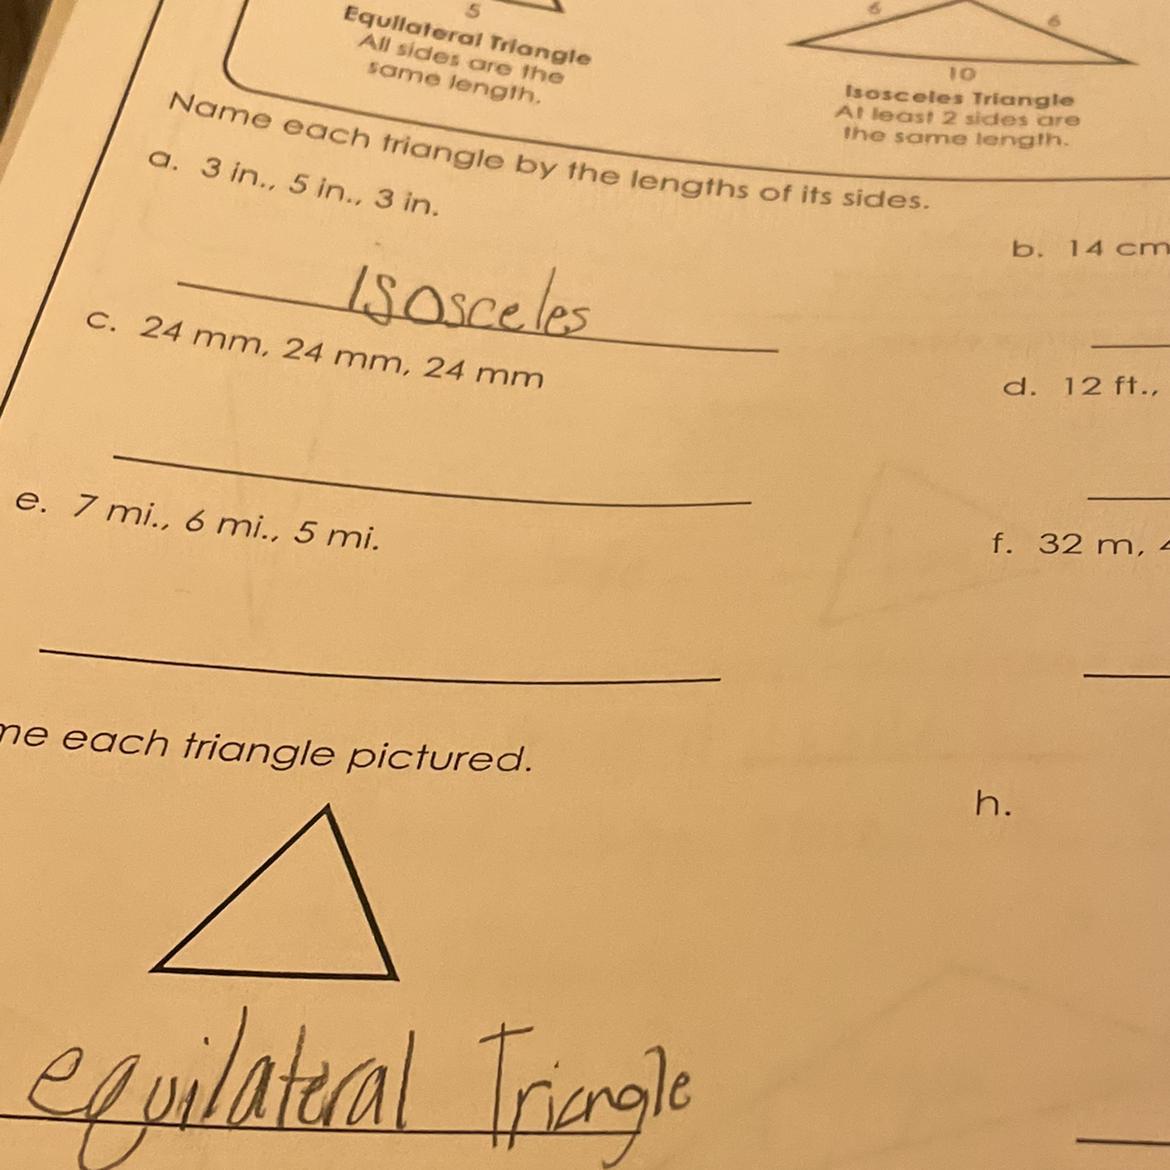 5
Equilateral Triangle
All sides are the
same length.
6
6
10
Isosceles Triangle
At least 2 sides are
the same length.
Name each triangle by the lengths of its sides.
a. 3 in., 5 in., 3 in.
Isosceles
b. 14 cm
c. 24 mm, 24 mm, 24 mm
d. 12 ft.,
e. 7 mi., 6 mi., 5 mi.
f. 32 m,
me each triangle pictured.
h.
equilateral Triangle